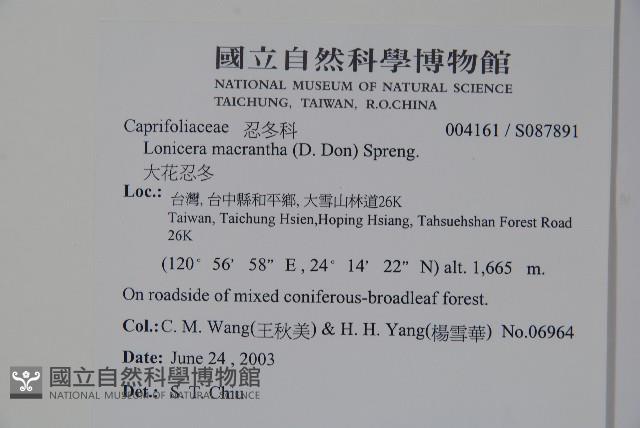 國立自然科學博物館
NATIONAL MUSEUM OF NATURAL SCIENCE
TAICHUNG, TAIWAN, R.O.CHINA
Caprifoliaceae 忍冬科 004161 / S087891
Lonicera macrantha (D. Don) Spreng.
大花忍冬
Loc.: 台灣, 台中縣和平鄉, 大雪山林道26K
Taiwan, Taichung Hsien,Hoping Hsiang, Tahsuehshan Forest Road
26K
(120° 56’ 58” E , 24° 14’ 22” N) alt. 1,665 m.
On roadside of mixed coniferous-broadleaf forest.
Col.: C. M. Wang(王秋美) & H. H. Yang(楊雪華) No.06964
Date: June 24 , 2003
Det.: S. T. Chiu
國立自然科學博物館
NATIONAL MUSEUM OF NATURAL SCIENCE